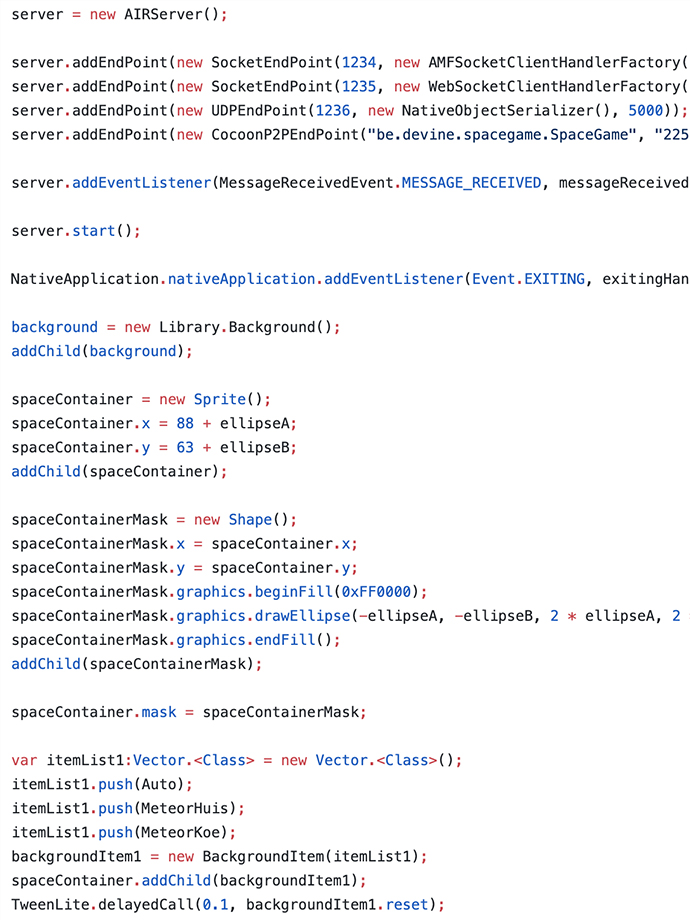 server = new AIRServer();
server.addEndPoint(new SocketEndPoint(1234, new AMFSocketClientHandlerFactory(
server.addEndPoint(new SocketEndPoint(1235, new WebSocketClientHandlerFactory(
server.addEndPoint(new UDPEndPoint(1236, new NativeObjectSerializer(), 5000));
server.addEndPoint(new CocoonP2PEndPoint("be.devine.spacegame.SpaceGame", "225
server.addEventListener(MessageReceivedEvent.MESSAGE_RECEIVED, messageReceived
server.start();
NativeApplication.nativeApplication.addEventListener(Event.EXITING, exitingHan
background = new Library.Background();
addChild(background);
spaceContainer = new Sprite();
spaceContainer.x = 88 + ellipseA;
spaceContainer.y = 63 + ellipseB;
addChild(spaceContainer);
spaceContainerMask = new Shape();
spaceContainerMask.x = spaceContainer.x;
spaceContainerMask.y = spaceContainer.y;
spaceContainerMask.graphics.beginFill(0xFF0000);
spaceContainerMask.graphics.drawEllipse(-ellipseA, -ellipseB, 2 * ellipseA, 2
spaceContainerMask.graphics.endFill();
addChild(spaceContainerMask);
spaceContainer.mask = spaceContainerMask;
var itemList1:Vector.<Class> = new Vector.<Class>();
itemList1.push(Auto);
itemList1.push(MeteorHuis);
itemList1.push(MeteorKoe);
backgroundItem1 = new BackgroundItem(itemList1);
spaceContainer.addChild(backgroundItem1);
TweenLite.delayedCall(0.1, backgroundItem1.reset);